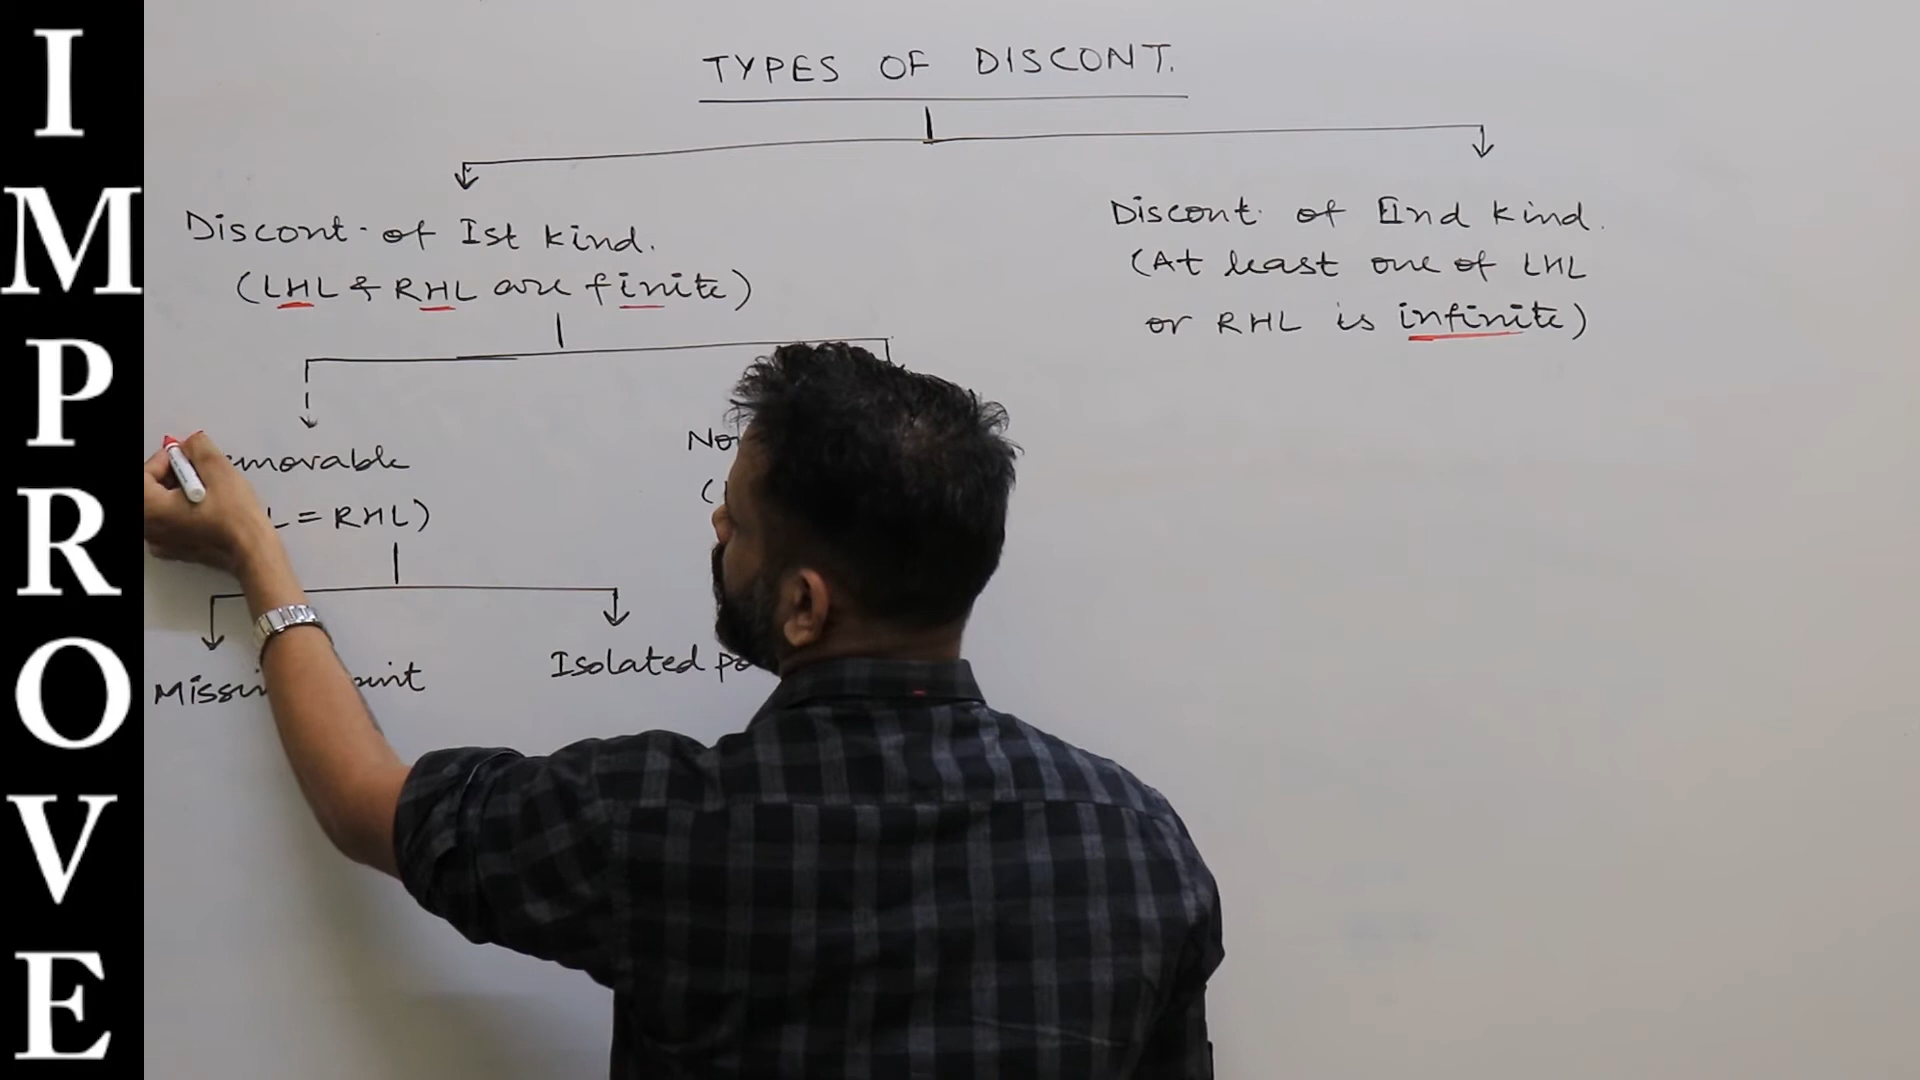 IMPROVE
TYPES OF DISCONT.
Discont. of Ist kind.
(LHL & RHL are finite)
Discont. of IInd kind.
(At least one of LHL
or RHL is infinite)
= RHL)
Isolated